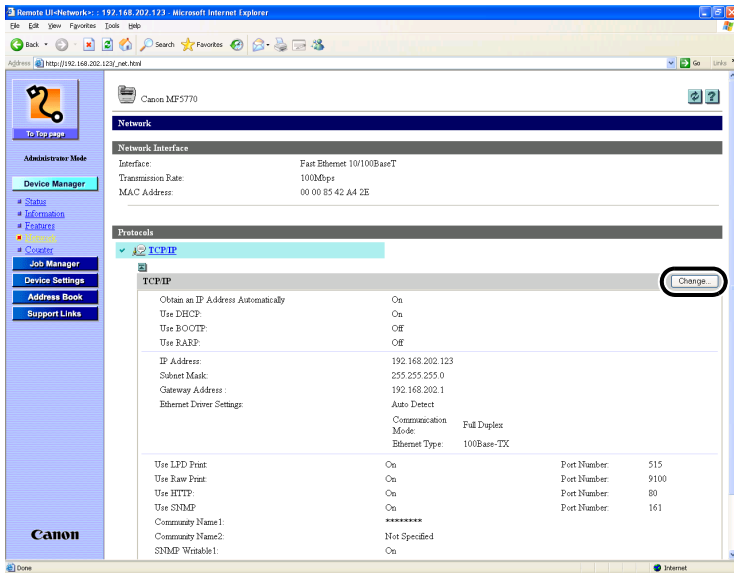 Remote UI<Network>: : 192.168.202.123 - Microsoft Internet Explorer
File Edit View Favorites Tools Help
Back Search Favorites
Address http://192.168.202.123/_net.html Go Links
To Top page
Administrator Mode
Device Manager
Status
Information
Features
Network
Counter
Job Manager
Device Settings
Address Book
Support Links
Canon
Canon MF5770
Network
Network Interface
Interface: Fast Ethernet 10/100BaseT
Transmission Rate: 100Mbps
MAC Address: 00 00 85 42 A4 2E
Protocols
TCP/IP
TCP/IP Change...
Obtain an IP Address Automatically On
Use DHCP: On
Use BOOTP: Off
Use RARP: Off
IP Address: 192.168.202.123
Subnet Mask: 255.255.255.0
Gateway Address : 192.168.202.1
Ethernet Driver Settings: Auto Detect
Communication Mode: Full Duplex
Ethernet Type: 100Base-TX
Use LPD Print: On Port Number: 515
Use Raw Print: On Port Number: 9100
Use HTTP: On Port Number: 80
Use SNMP On Port Number: 161
Community Name1: ********
Community Name2: Not Specified
SNMP Writable1: On
Done Internet